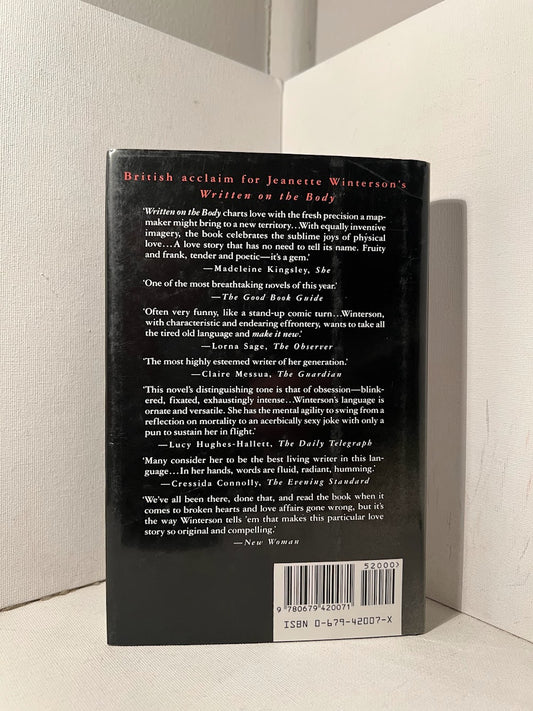 British acclaim for Jeanette Winterson's
Written on the Body
'Written on the Body charts love with the fresh precision a map-
maker might bring to a new territory...With equally inventive
imagery, the book celebrates the sublime joys of physical
love...A love story that has no need to tell its name. Fruity
and frank, tender and poetic—it's a gem.'
—Madeleine Kingsley, She
'One of the most breathtaking novels of this year.'
—The Good Book Guide
'Often very funny, like a stand-up comic turn...Winterson,
with characteristic and endearing effrontery, wants to take all
the tired old language and make it new.'
—Lorna Sage, The Observer
'The most highly esteemed writer of her generation.'
—Claire Messua, The Guardian
'This novel's distinguishing tone is that of obsession—blink-
ered, fixated, exhaustingly intense...Winterson's language is
ornate and versatile. She has the mental agility to swing from a
reflection on mortality to an acerbically sexy joke with only
a pun to sustain her in flight.'
—Lucy Hughes-Hallett, The Daily Telegraph
'Many consider her to be the best living writer in this lan-
guage...In her hands, words are fluid, radiant, humming.'
—Cressida Connolly, The Evening Standard
'We've all been there, done that, and read the book when it
comes to broken hearts and love affairs gone wrong, but it's
the way Winterson tells 'em that makes this particular love
story so original and compelling.'
—New Woman
52000>
9 780679 420071
ISBN 0-679-42007-X